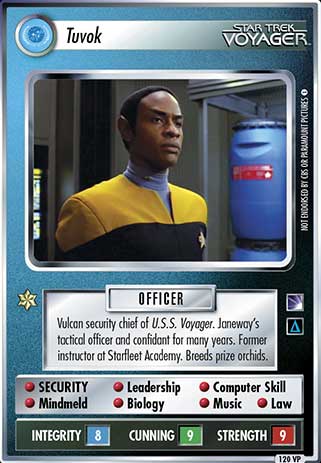 Tuvok
STAR TREK
VOYAGER
NOT ENDORSED BY CBS OR PARAMOUNT PICTURES
OFFICER
Vulcan security chief of U.S.S. Voyager. Janeway's
tactical officer and confidant for many years. Former
instructor at Starfleet Academy. Breeds prize orchids.
SECURITY Leadership Computer Skill
Mindmeld Biology Music Law
INTEGRITY 8 CUNNING 9 STRENGTH 9
120 VP